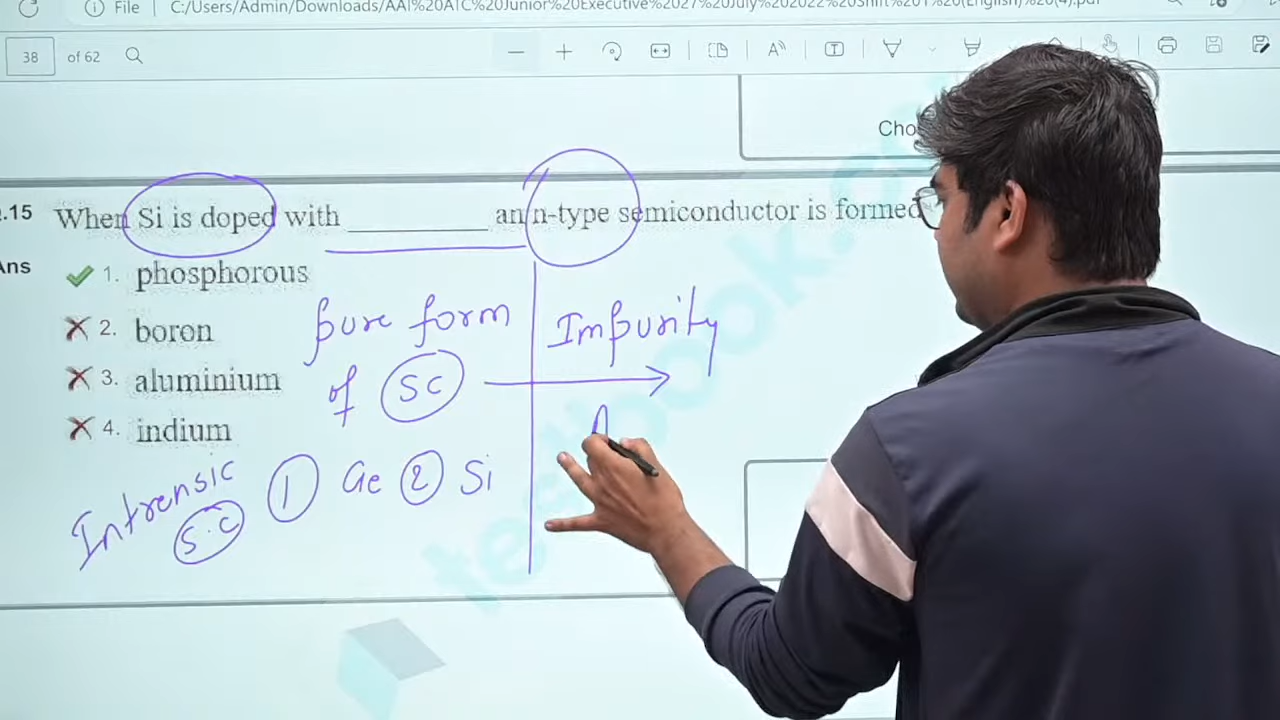 File | C:/Users/Admin/Downloads/AAI%20ATC%20Junior%20Executive%2027%20July%202022%20Shift%201%20(English)%20(4).pdf
38 of 62
Cho
.15 When Si is doped with ________ an n-type semiconductor is formed
Ans 1. phosphorous
2. boron
3. aluminium
4. indium
pure form
of SC
Impurity
Intrensic
S.C
1 Ge 2 Si
testbook.c